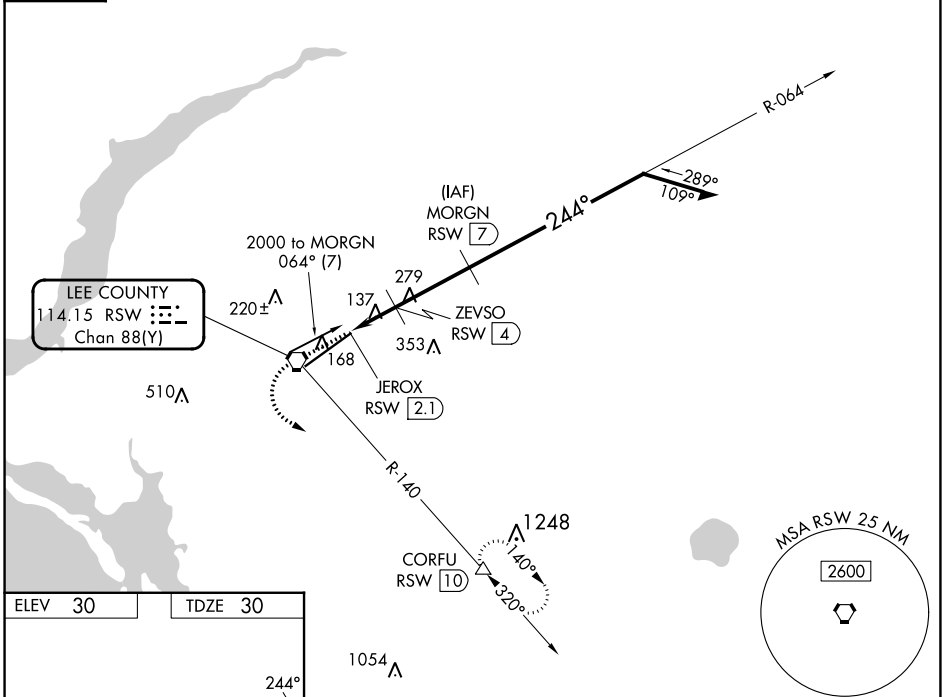 R-064
289°
109°
(IAF)
MORGN
RSW 7
244°
2000 to MORGN
064° (7)
279
137
220±
LEE COUNTY
114.15 RSW
Chan 88(Y)
ZEVSO
RSW 4
353
168
510
JEROX
RSW 2.1
R-140
1248
140°
CORFU
RSW 10
320°
MSA RSW 25 NM
2600
ELEV 30
TDZE 30
1054
244°